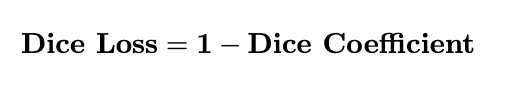 Dice Loss = 1 − Dice Coefficient